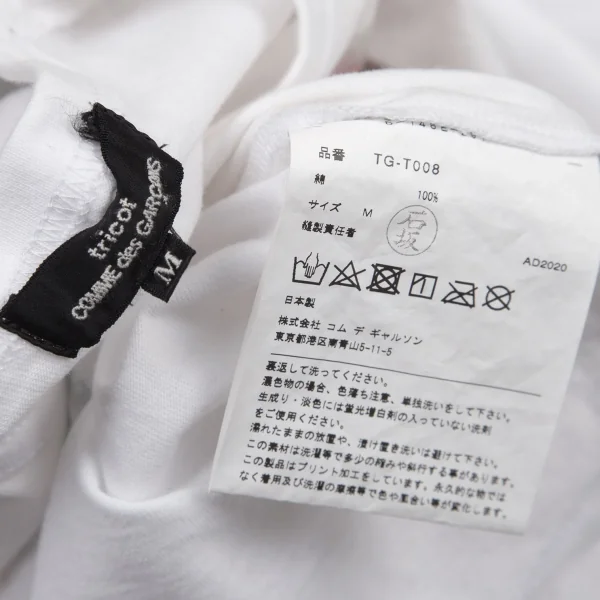 tricot
COMME des GARÇONS
M
品番 TG-T008
綿 100%
サイズ M
縫製責任者
石坂
AD2020
日本製
株式会社 コム デ ギャルソン
東京都港区南青山5-11-5
裏返して洗ってください。
濃色物の場合、色落ち注意、単独洗いをして下さい。
生成り・淡色には蛍光増白剤の入っていない洗剤
をご使用ください。
濡れたままの放置や、漬け置き洗いは避けて下さい。
この素材は洗濯等で多少の縮みや斜行する事があります。
この製品はプリント加工をしています。永久的な物では
なく着用及び洗濯の摩擦等で色や風合い等が変化します。